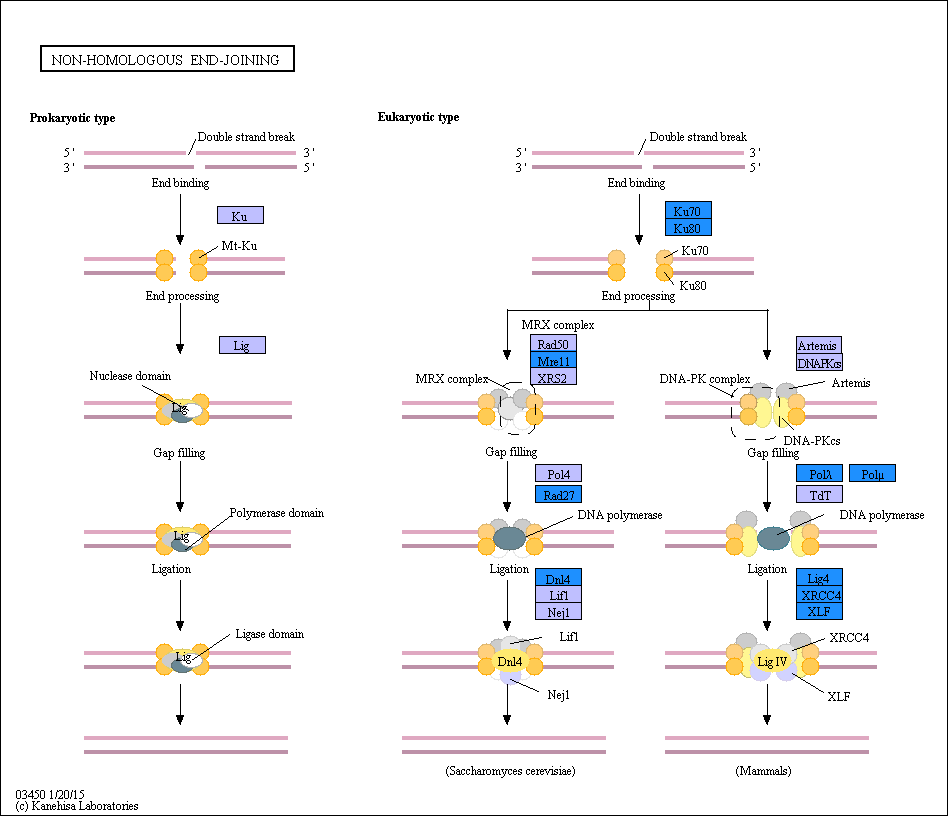 NON-HOMOLOGOUS END-JOINING
Prokaryotic type
Double strand break
5' 3'
3' 5'
End binding
Ku
Mt-Ku
End processing
Lig
Nuclease domain
Lig
Gap filling
Polymerase domain
Lig
Ligation
Ligase domain
Lig
Eukaryotic type
Double strand break
5' 3'
3' 5'
End binding
Ku70
Ku80
Ku70
Ku80
End processing
MRX complex
Rad50
Mre11
XRS2
MRX complex
Gap filling
Pol4
Rad27
DNA polymerase
Ligation
Dnl4
Lif1
Nej1
Lif1
Dnl4
Nej1
(Saccharomyces cerevisiae)
Artemis
DNAPKcs
DNA-PK complex
Artemis
DNA-PKcs
Gap filling
Polλ Polμ
TdT
DNA polymerase
Ligation
Lig4
XRCC4
XLF
XRCC4
Lig IV
XLF
(Mammals)
03450 1/20/15
(c) Kanehisa Laboratories